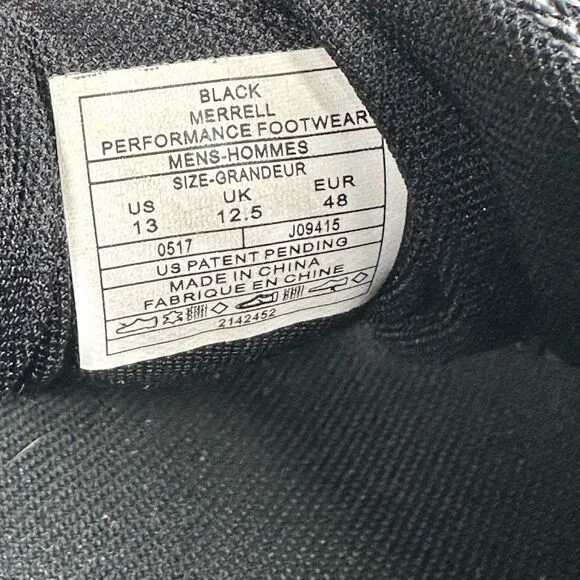 BLACK
MERRELL
PERFORMANCE FOOTWEAR
MENS-HOMMES
SIZE-GRANDEUR
US UK EUR
13 12.5 48
0517 J09415
US PATENT PENDING
MADE IN CHINA
FABRIQUE EN CHINE
2142452